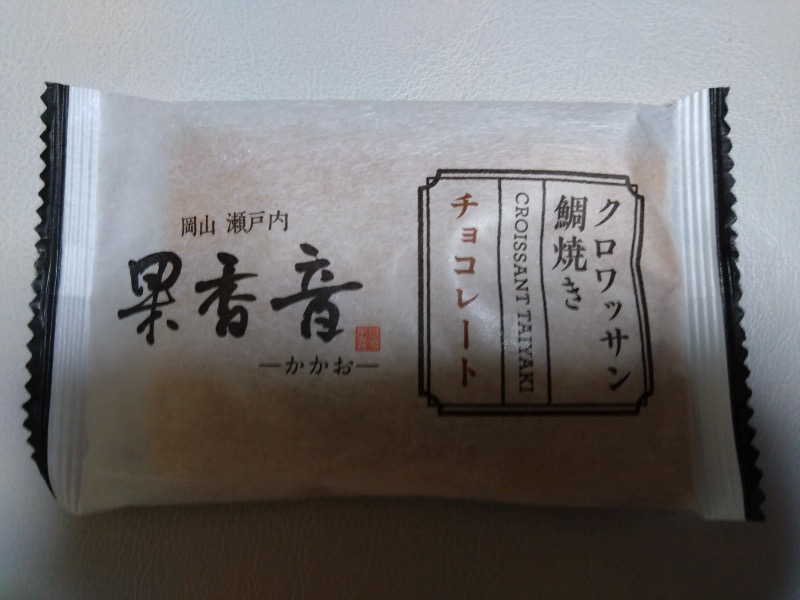 岡山 瀬戸内
果香音
—かかお—
クロワッサン
鯛焼き
CROISSANT TAIYAKI
チョコレート